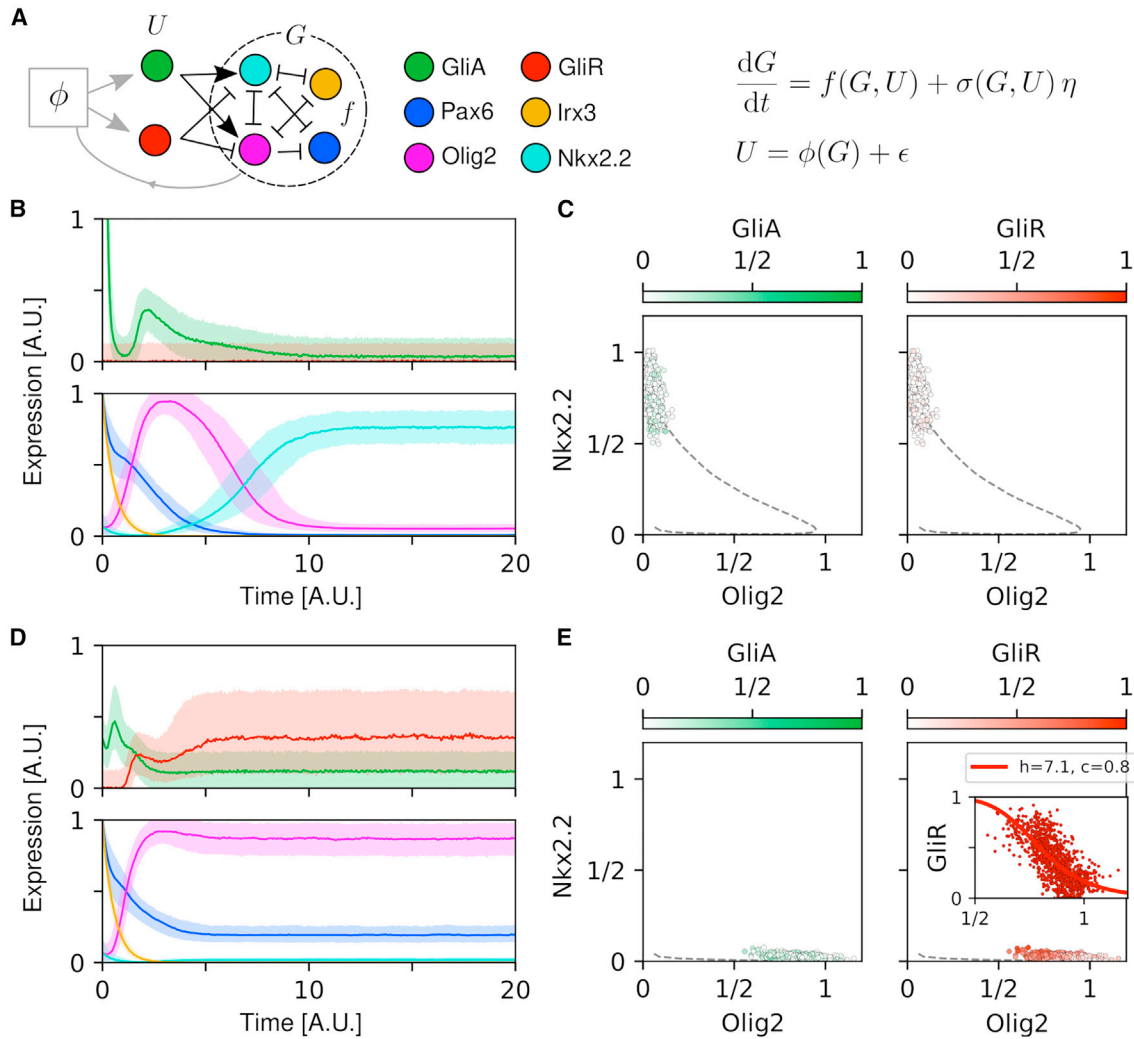 A
U
G
ϕ
f
GliA
GliR
Pax6
Irx3
Olig2
Nkx2.2
dG/dt = f(G, U) + σ(G, U) η
U = ϕ(G) + ϵ
B
1
0
1
0
0
10
20
Expression [A.U.]
Time [A.U.]
C
GliA
GliR
0 1/2 1
0 1/2 1
Nkx2.2
1
1/2
0
0 1/2 1
0 1/2 1
Olig2
Olig2
D
1
0
1
0
0
10
20
Expression [A.U.]
Time [A.U.]
E
GliA
GliR
0 1/2 1
0 1/2 1
Nkx2.2
1
1/2
0
h=7.1, c=0.8
GliR
1
0
1/2
1
0 1/2 1
0 1/2 1
Olig2
Olig2